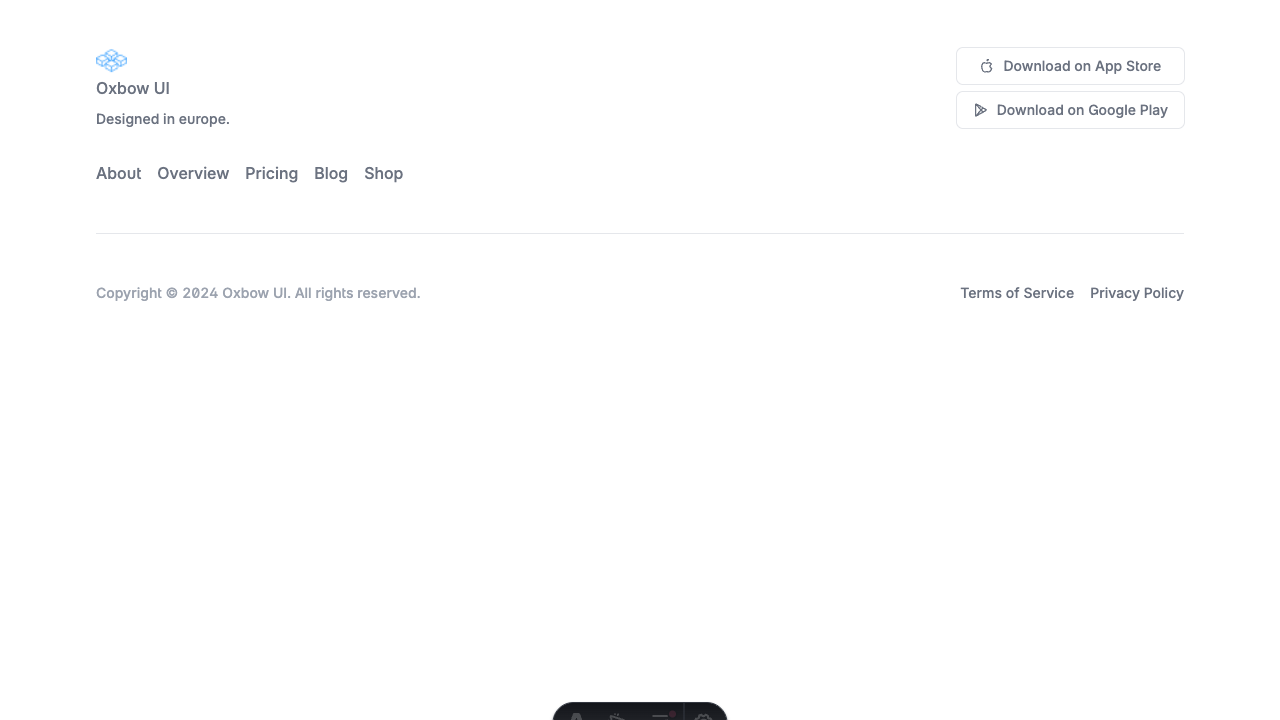 Oxbow UI
Designed in europe.
Download on App Store
Download on Google Play
About Overview Pricing Blog Shop
Copyright © 2024 Oxbow UI. All rights reserved.
Terms of Service Privacy Policy